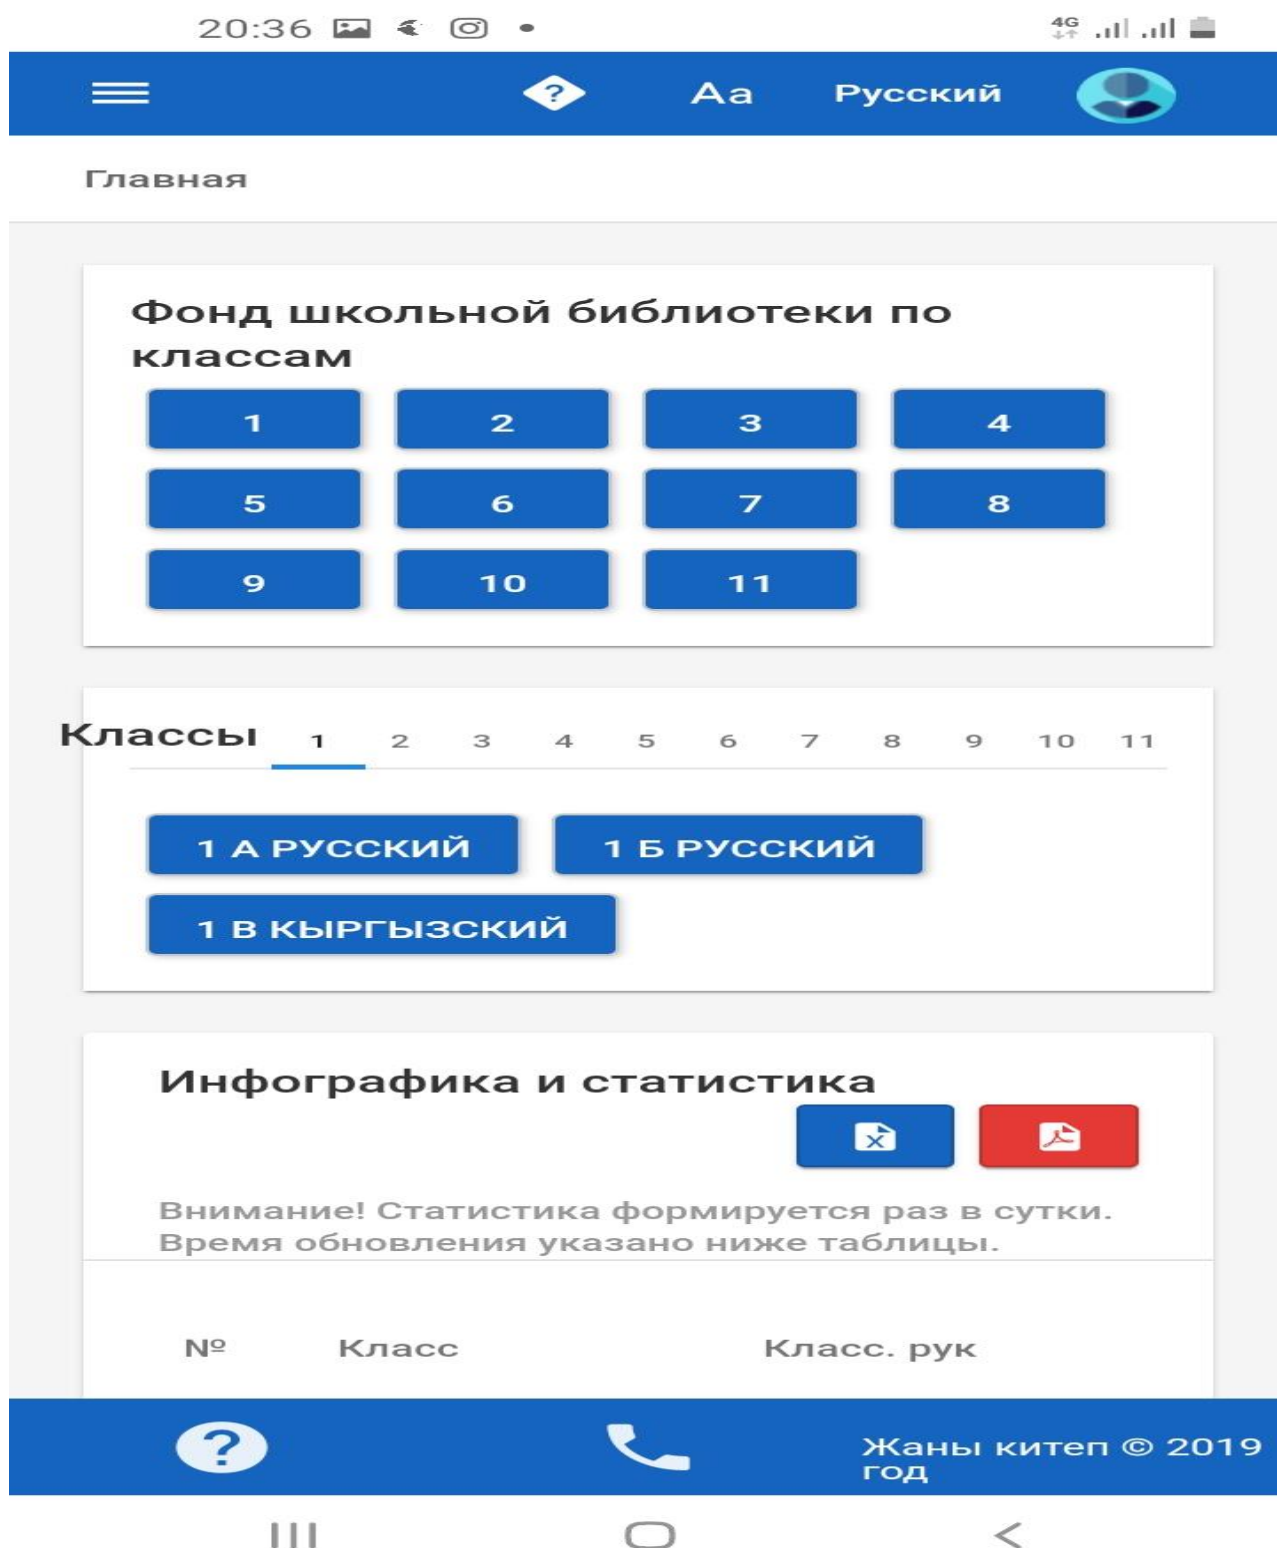 20:36 4G
? Aa Русский
Главная
Фонд школьной библиотеки по
классам
1 2 3 4
5 6 7 8
9 10 11
Классы 1 2 3 4 5 6 7 8 9 10 11
1 А РУССКИЙ 1 Б РУССКИЙ
1 В КЫРГЫЗСКИЙ
Инфографика и статистика
Внимание! Статистика формируется раз в сутки.
Время обновления указано ниже таблицы.
№ Класс Класс. рук
? Жаны китеп © 2019
год